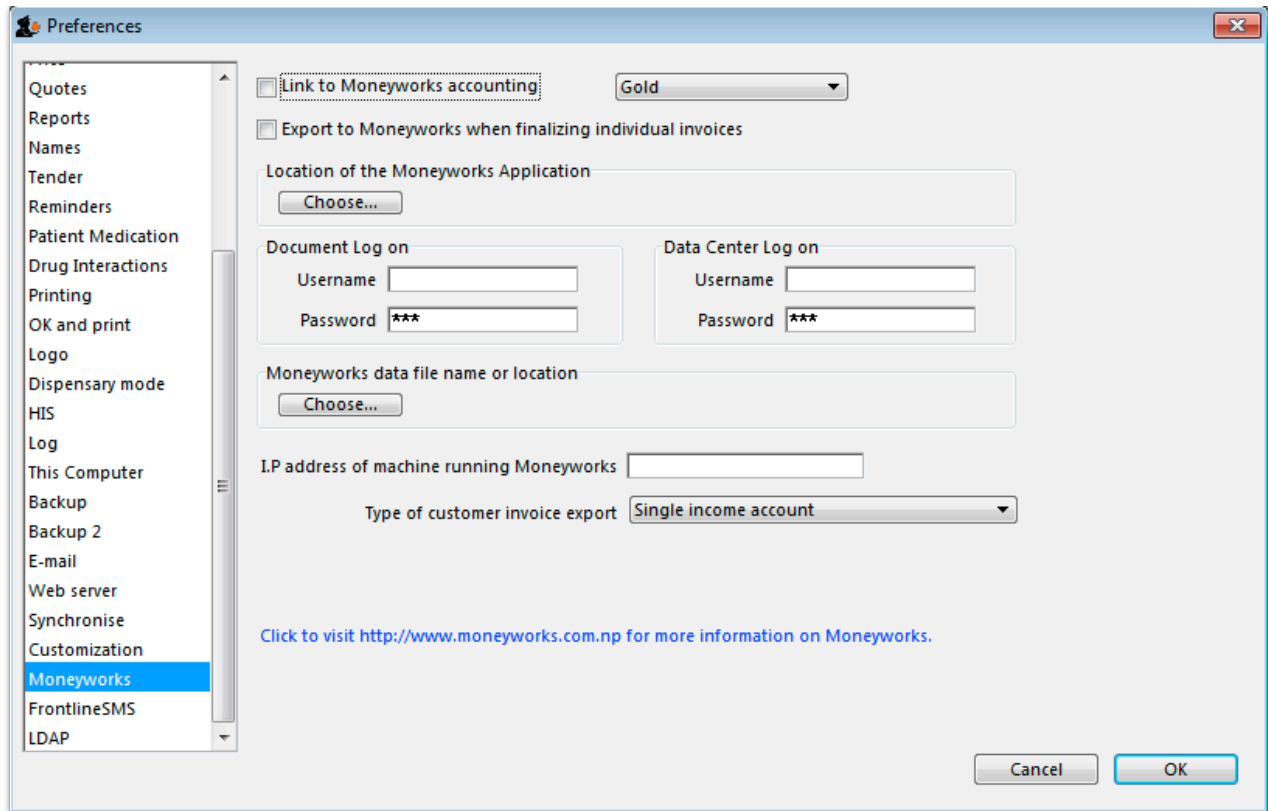 Preferences
Quotes
Reports
Names
Tender
Reminders
Patient Medication
Drug Interactions
Printing
OK and print
Logo
Dispensary mode
HIS
Log
This Computer
Backup
Backup 2
E-mail
Web server
Synchronise
Customization
Moneyworks
FrontlineSMS
LDAP
Link to Moneyworks accounting
Gold
Export to Moneyworks when finalizing individual invoices
Location of the Moneyworks Application
Choose...
Document Log on
Username
Password ***
Data Center Log on
Username
Password ***
Moneyworks data file name or location
Choose...
I.P address of machine running Moneyworks
Type of customer invoice export Single income account
Click to visit http://www.moneyworks.com.np for more information on Moneyworks.
Cancel
OK